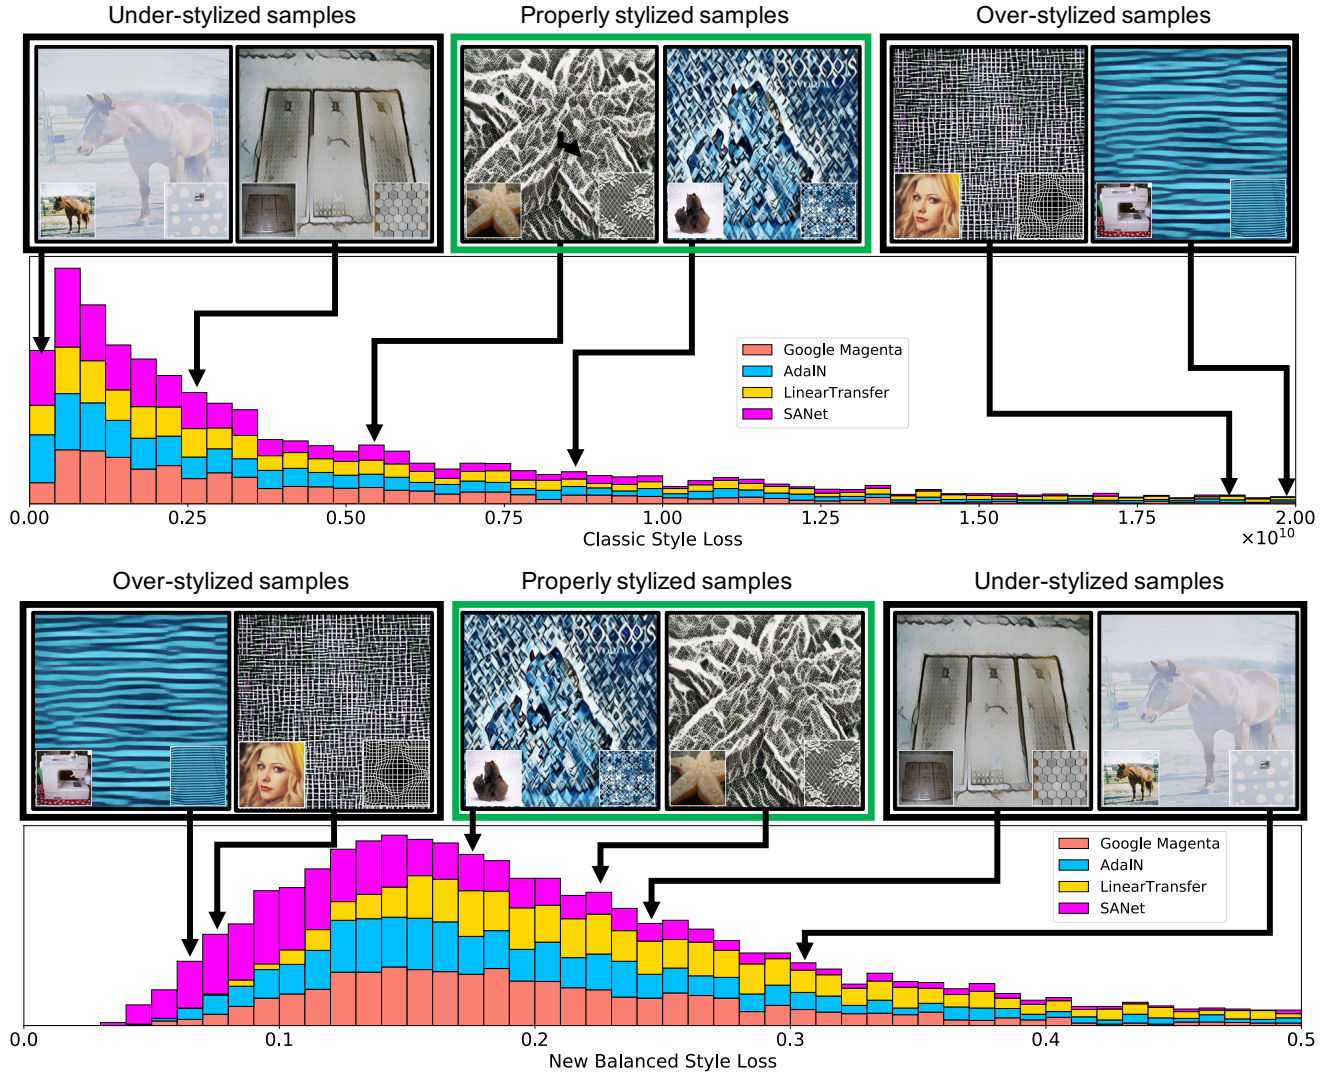 Under-stylized samples
Properly stylized samples
Over-stylized samples
Google Magenta
AdaIN
LinearTransfer
SANet
0.00 0.25 0.50 0.75 1.00 1.25 1.50 1.75 2.00
Classic Style Loss
×10¹⁰
Over-stylized samples
Properly stylized samples
Under-stylized samples
Google Magenta
AdaIN
LinearTransfer
SANet
0.0 0.1 0.2 0.3 0.4 0.5
New Balanced Style Loss